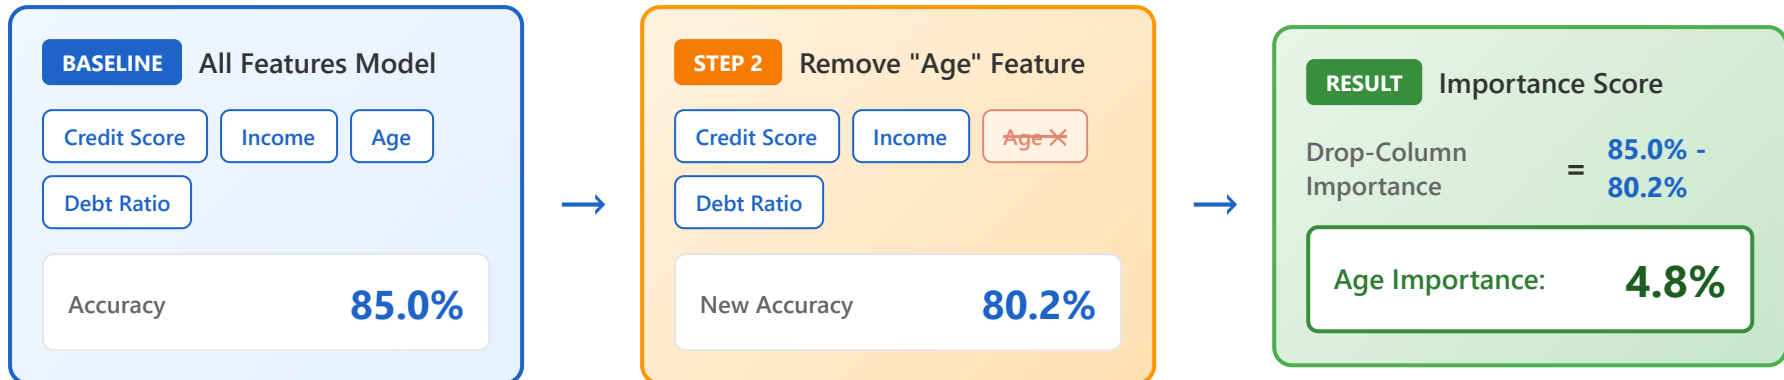 BASELINE All Features Model
Credit Score Income Age
Debt Ratio
Accuracy 85.0%
→
STEP 2 Remove "Age" Feature
Credit Score Income Age ✕
Debt Ratio
New Accuracy 80.2%
→
RESULT Importance Score
Drop-Column
Importance
=
85.0% -
80.2%
Age Importance: 4.8%